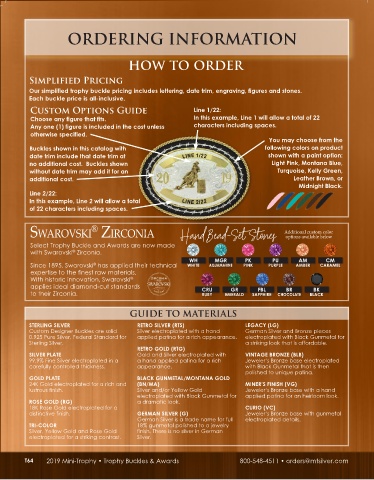 ORDERING INFORMATION
HOW TO ORDER
SIMPLIFIED PRICING
Our simplified trophy buckle pricing includes lettering, date trim, engraving, figures and stones.
Each buckle price is all-inclusive.
CUSTOM OPTIONS GUIDE
Choose any figure that fits.
Any one (1) figure is included in the cost unless
otherwise specified.
Buckles shown in this catalog with
date trim include that date trim at
no additional cost. Buckles shown
without date trim may add it for an
additional cost.
Line 2/22:
In this example, Line 2 will allow a total
of 22 characters including spaces.
Line 1/22:
In this example, Line 1 will allow a total of 22
characters including spaces.
LINE 1/22
20 19
LINE 2/22
You may choose from the
following colors on product
shown with a paint option:
Light Pink, Montana Blue,
Turquoise, Kelly Green,
Leather Brown, or
Midnight Black.
SWAROVSKI® ZIRCONIA
Select Trophy Buckle and Awards are now made
with Swarovski® Zirconia.
Since 1895, Swarovski® has applied their technical
expertise to the finest raw materials.
With historic innovation, Swarovski®
applies ideal diamond-cut standards
to their Zirconia.
SWAROVSKI
Hand Bead-Set Stones
Additional custom color
options available below
WH MGR PK PU AM CM
WHITE AQUAMARINE PINK PURPLE AMBER CARAMEL
CRU GR FBL BR BK
RUBY EMERALD SAPPHIRE CHOCOLATE BLACK
GUIDE TO MATERIALS
STERLING SILVER
Custom Designer Buckles are solid
0.925 Pure Silver, Federal Standard for
Sterling Silver.
SILVER PLATE
99.9% Fine Silver electroplated in a
carefully controlled thickness.
GOLD PLATE
24K Gold electroplated for a rich and
lustrous finish.
ROSE GOLD (RG)
18K Rose Gold electroplated for a
distinctive finish.
TRI-COLOR
Silver, Yellow Gold and Rose Gold
electroplated for a striking contrast.
RETRO SILVER (RTS)
Silver electroplated with a hand
applied patina for a rich appearance.
RETRO GOLD (RTG)
Gold and Silver electroplated with
a hand applied patina for a rich
appearance.
BLACK GUNMETAL/MONTANA GOLD
(BN/MA)
Silver and/or Yellow Gold
electroplated with Black Gunmetal for
a dramatic look.
GERMAN SILVER (G)
German Silver is a trade name for full
18% gunmetal polished to a jewelry
finish. There is no silver in German
Silver.
LEGACY (LG)
German Silver and Bronze pieces
electroplated with Black Gunmetal for
a striking look that is affordable.
VINTAGE BRONZE (BLB)
Jeweler's Bronze base electroplated
with Black Gunmetal that is then
polished to unique patina.
MINER'S FINISH (VG)
Jeweler's Bronze base with a hand
applied patina for an heirloom look.
CURIO (VC)
Jeweler's Bronze base with gunmetal
electroplated details.
T64 2019 Mini-Trophy • Trophy Buckles & Awards 800-548-4511 • orders@mtsilver.com